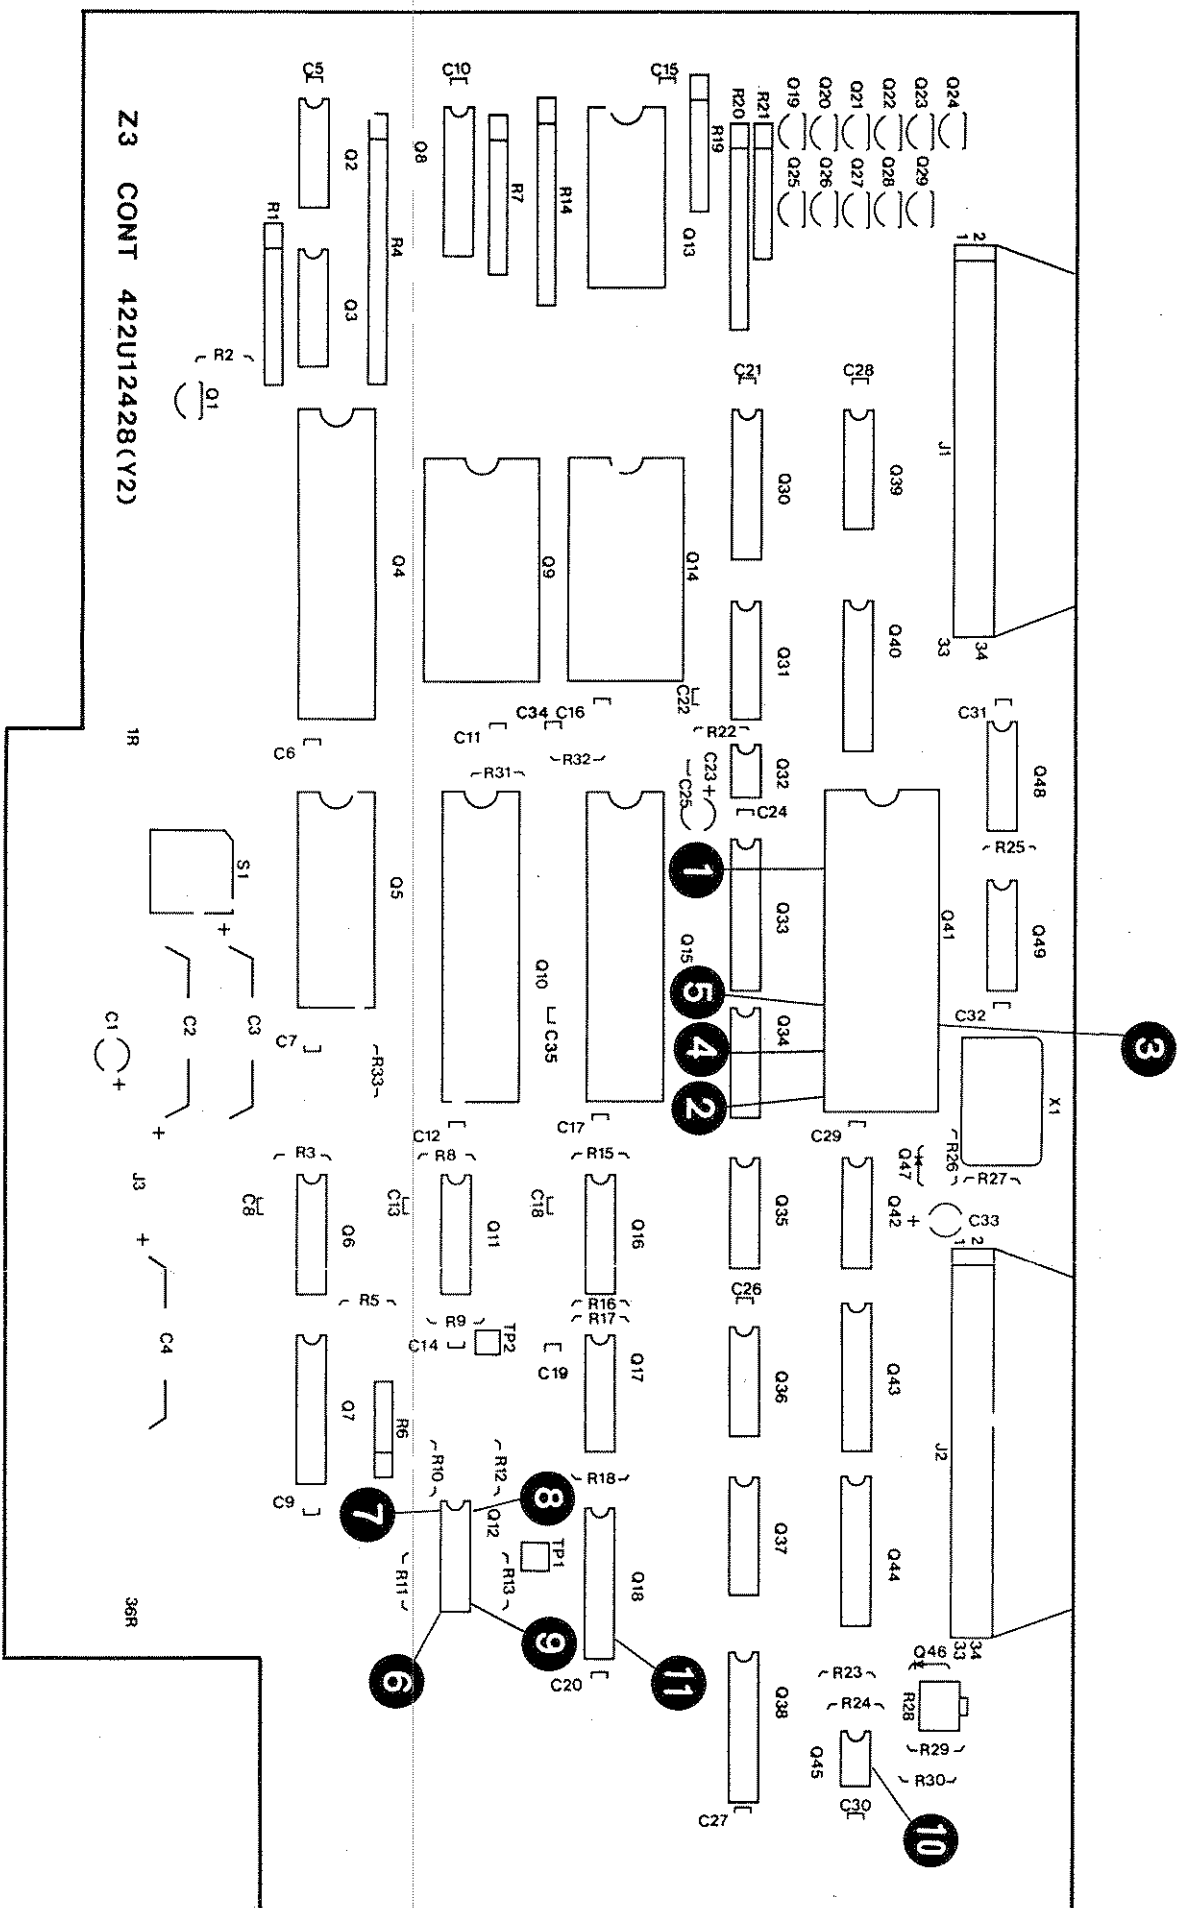 Z3 CONT 422U12428(Y2)
C5
C10
C15
Q2
Q8
R1
R4
R7
R14
R19
Q13
R20
R21
Q19
Q20
Q21
Q22
Q23
Q24
Q25
Q26
Q27
Q28
Q29
1
2
J1
33
34
Q3
R2
Q1
C21
C28
Q30
Q39
Q4
Q9
Q14
Q31
Q40
C22
C16
C34
C11
C6
R22
R32
R31
C23
+
C25
Q32
C24
C31
Q48
R25
Q49
C32
1R
S1
Q5
Q10
Q15
Q33
Q41
1
5
4
2
3
Q34
C35
+
C3
C2
C1
+
+
C7
R33
C12
C17
C29
X1
R26
R27
Q47
Q42
+
C33
J3
+
C4
R3
R8
R15
C8
C13
C18
Q6
Q11
Q16
Q35
C26
R5
R9
C14
TP2
R16
R17
C19
Q17
Q36
Q43
1
2
J2
33
34
Q7
R6
R10
R12
R18
C9
7
8
Q12
TP1
R11
R13
Q18
Q37
Q44
36R
6
9
11
C20
Q38
R23
R24
Q46
R28
R29
R30
Q45
C27
C30
10